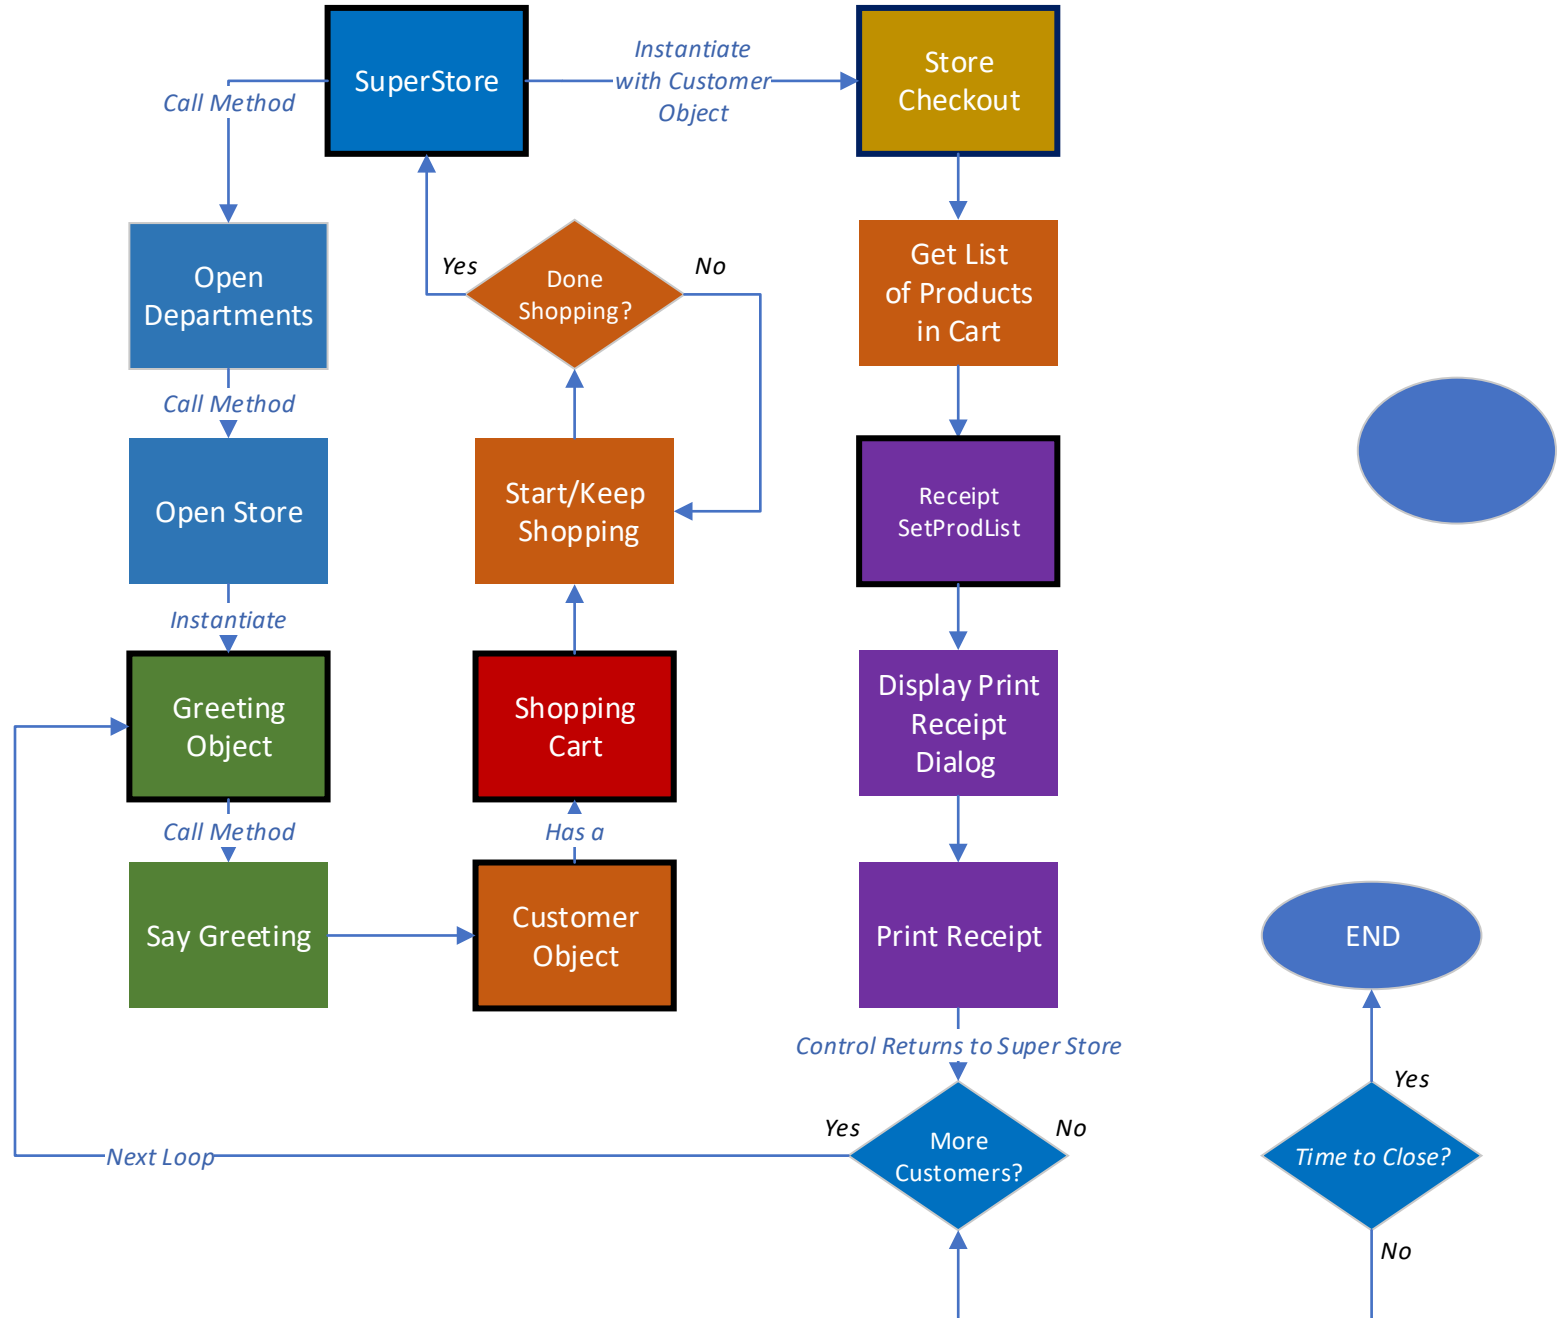 SuperStore
Instantiate
with Customer
Object
Store
Checkout
Call Method
Open
Departments
Yes
Done
Shopping?
No
Get List
of Products
in Cart
Call Method
Open Store
Start/Keep
Shopping
Receipt
SetProdList
Instantiate
Greeting
Object
Shopping
Cart
Display Print
Receipt
Dialog
Call Method
Has a
Say Greeting
Customer
Object
Print Receipt
END
Control Returns to Super Store
Yes
More
Customers?
No
Next Loop
Yes
Time to Close?
No